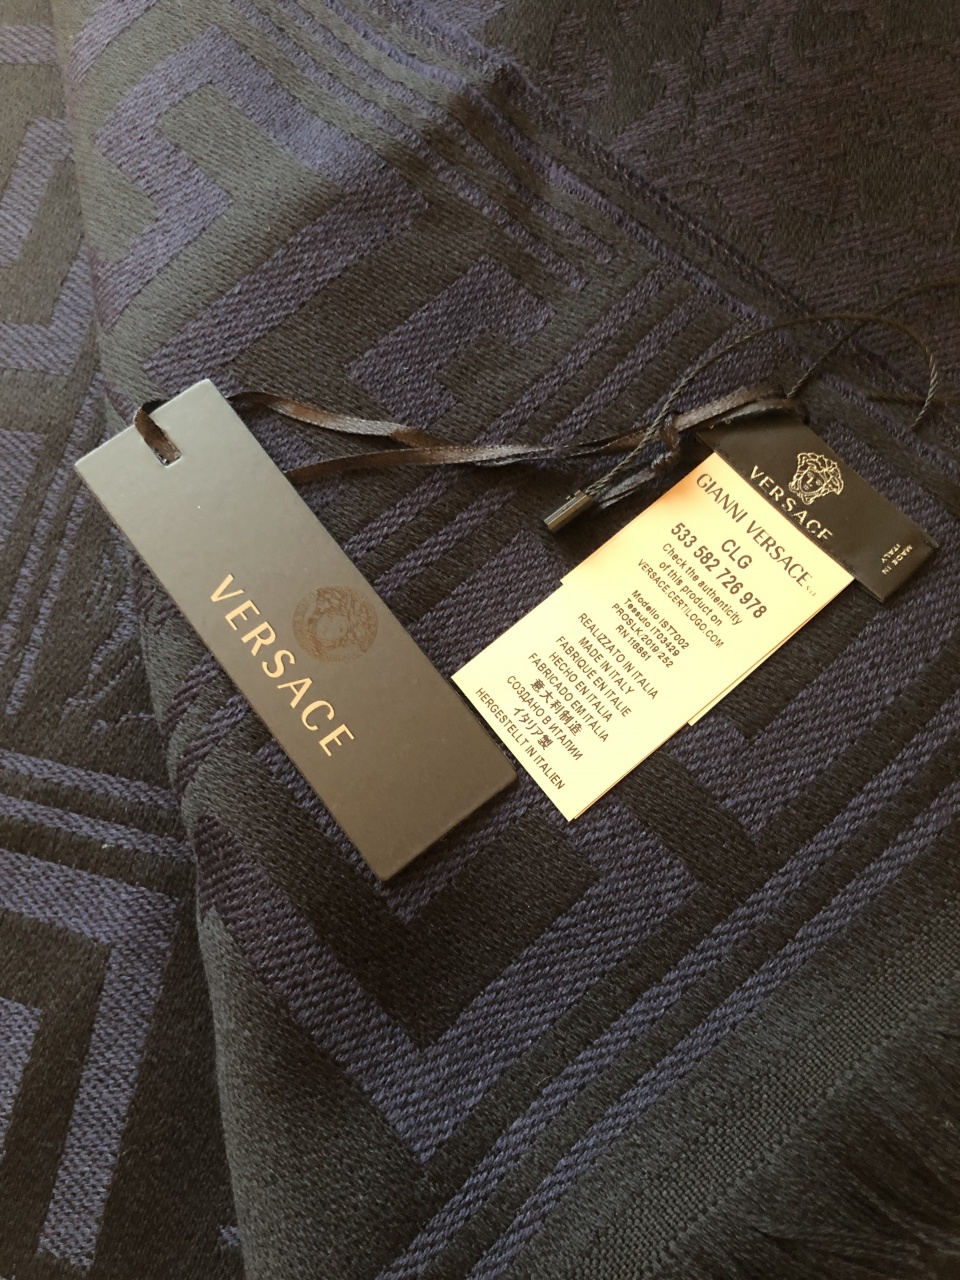 VERSACE
VERSACE
MADE IN
ITALY
GIANNI VERSACE
CLG
533 582 726 978
Check the authenticity
of this product on
VERSACE.CERTILOGO.COM
Modello IST7002
Tessuto IT03429
PROSLK 2019 252
RN 116861
REALIZZATO IN ITALIA
MADE IN ITALY
FABRIQUE EN ITALIE
HECHO EN ITALIA
FABRICADO EM ITALIA
意大利制造
СОЗДАНО В ИТАЛИИ
イタリア製
HERGESTELLT IN ITALIEN